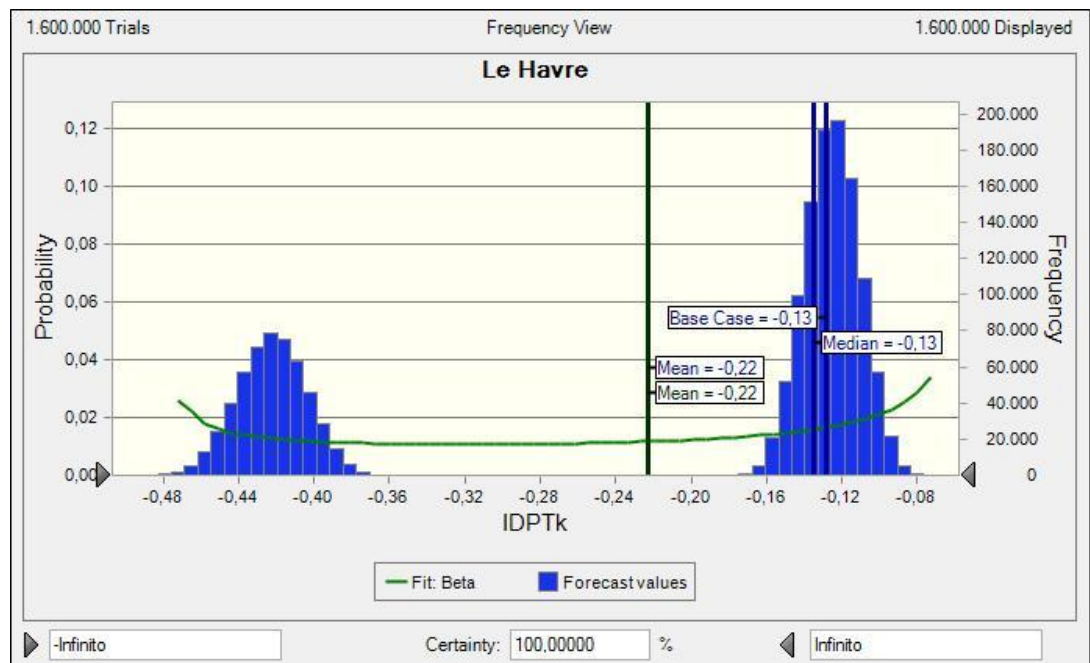 1.600.000 Trials Frequency View 1.600.000 Displayed
Le Havre
0,12
0,10
0,08
0,06
0,04
0,02
0,00
Probability
200.000
180.000
160.000
140.000
120.000
100.000
80.000
60.000
40.000
20.000
0
Frequency
Base Case = -0,13
Median = -0,13
Mean = -0,22
Mean = -0,22
-0,48 -0,44 -0,40 -0,36 -0,32 -0,28 -0,24 -0,20 -0,16 -0,12 -0,08
IDPTk
Fit: Beta Forecast values
-Infinito Certainty: 100,00000 % Infinito